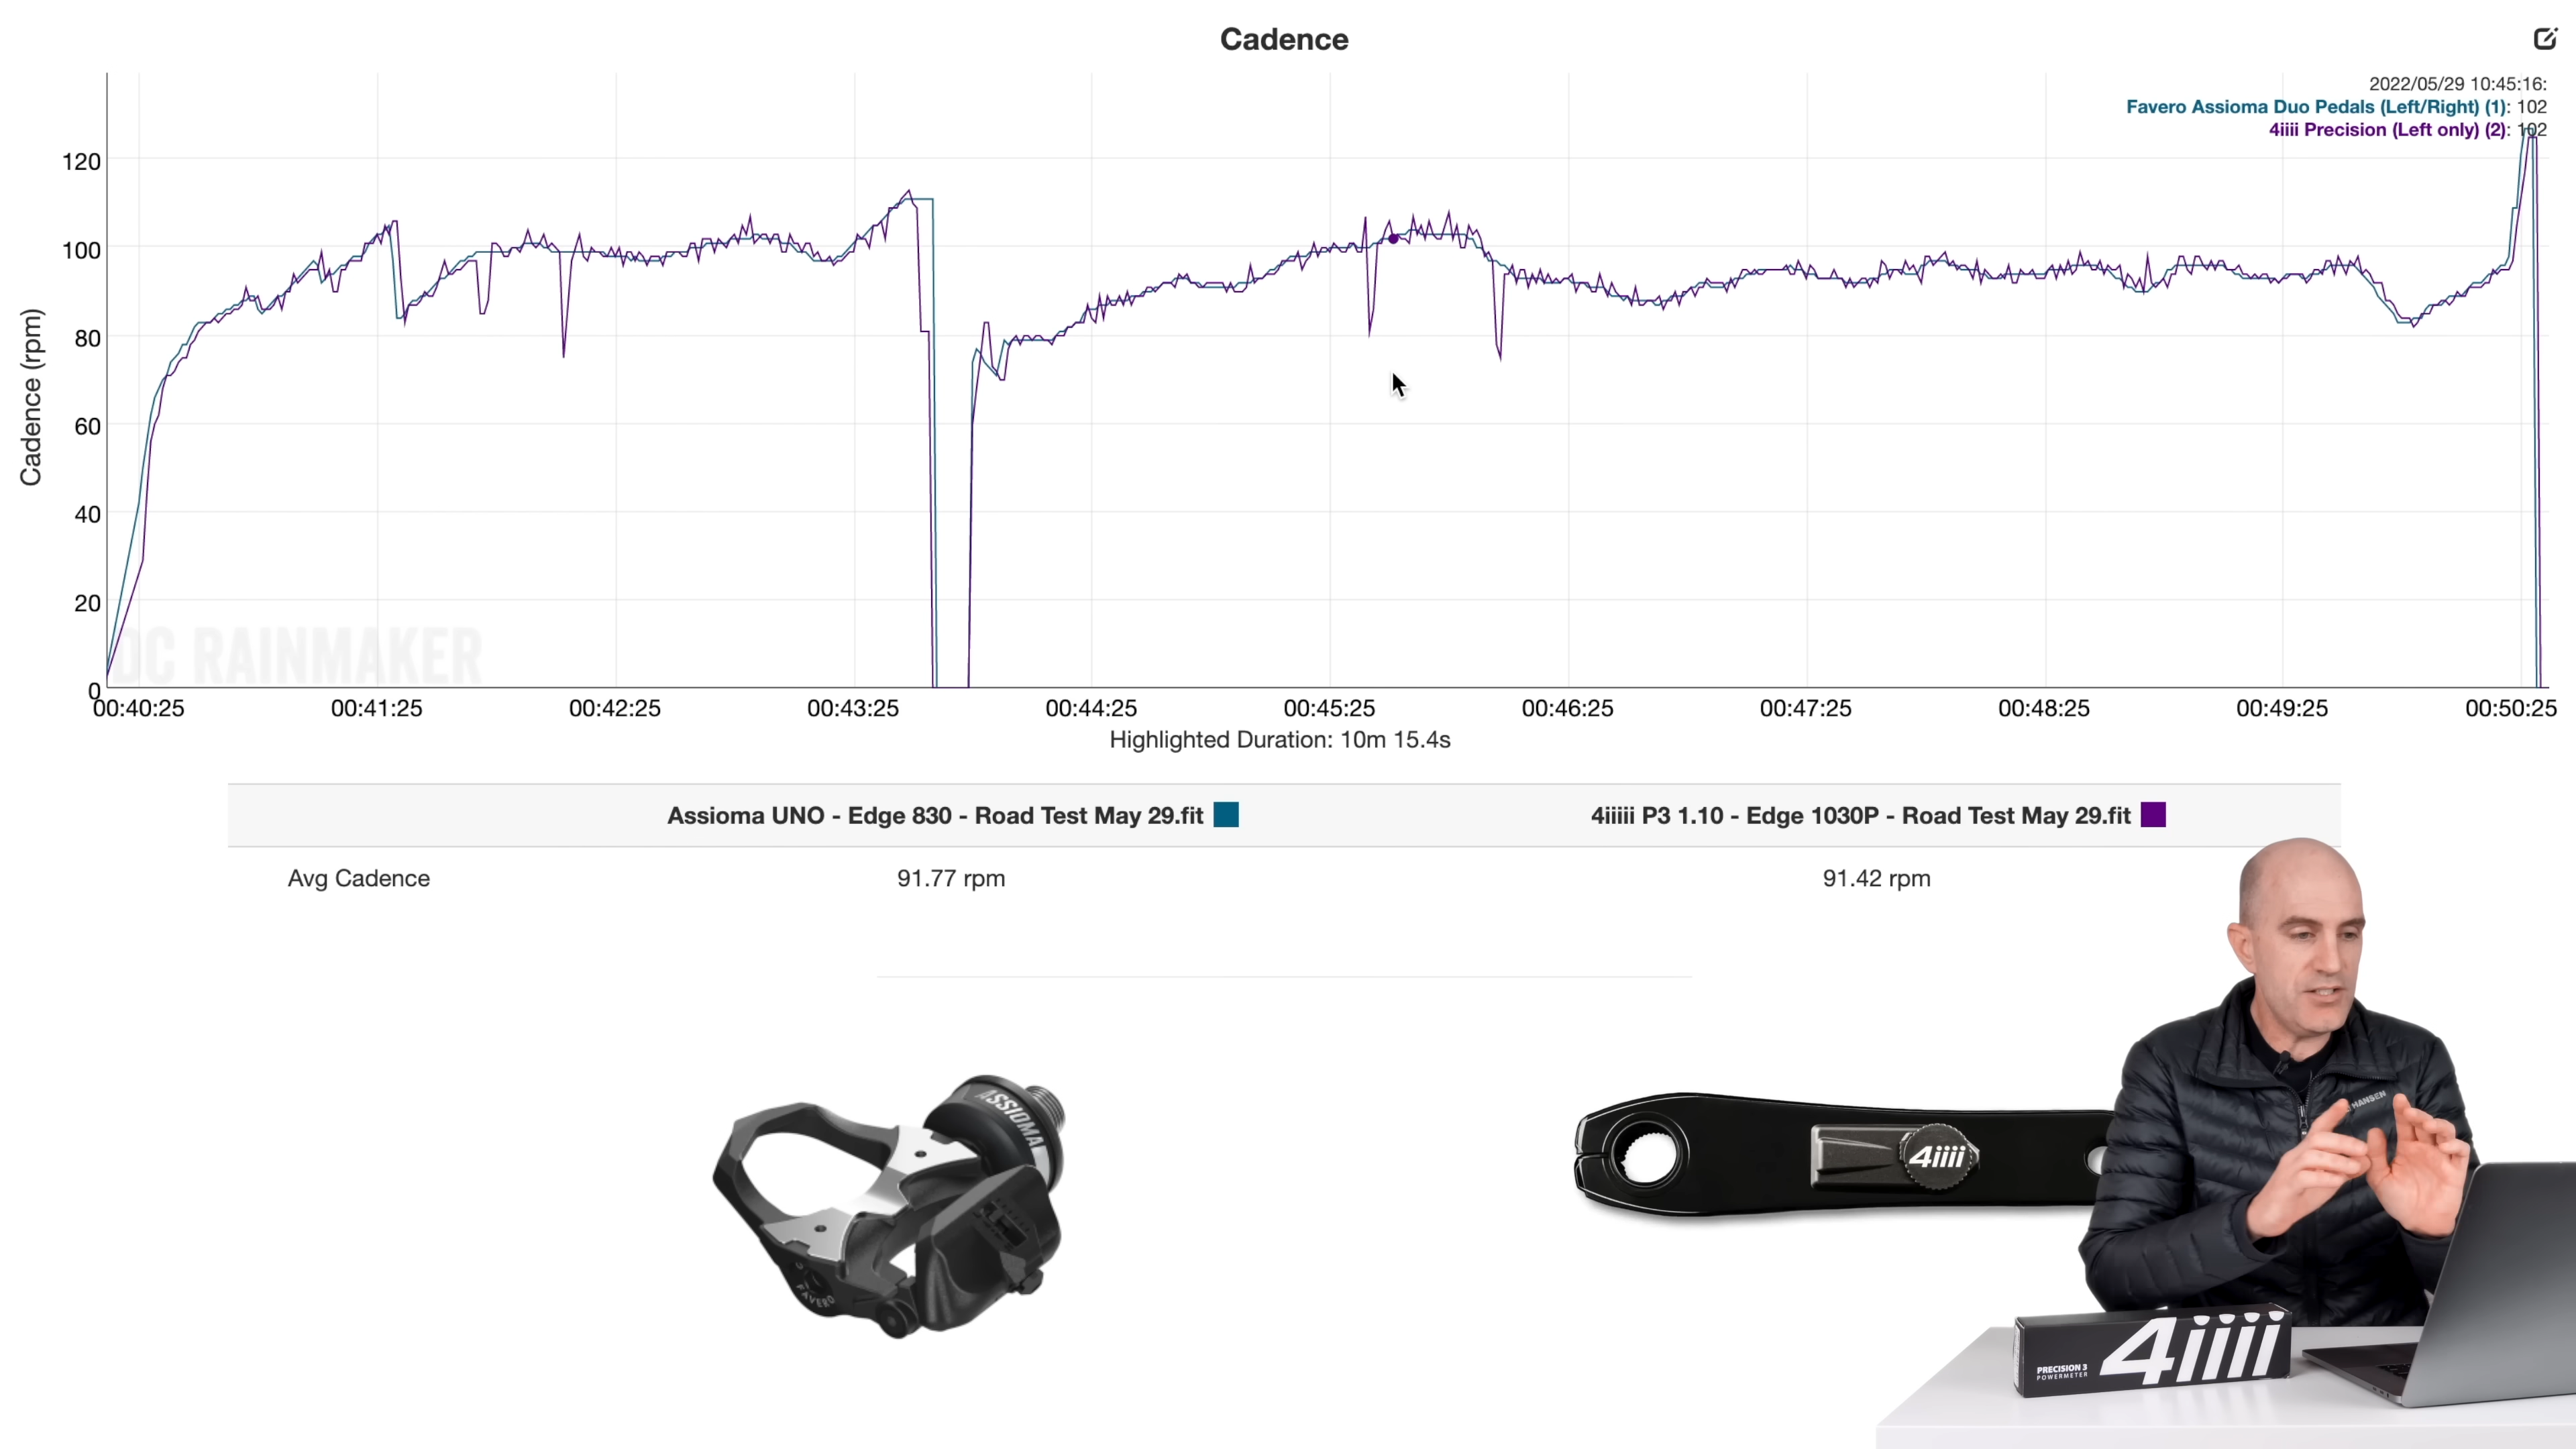 Cadence
2022/05/29 10:45:16:
Favero Assioma Duo Pedals (Left/Right) (1): 102
4iiii Precision (Left only) (2): 102
Cadence (rpm)
120
100
80
60
40
20
0
DC RAINMAKER
00:40:25 00:41:25 00:42:25 00:43:25 00:44:25 00:45:25 00:46:25 00:47:25 00:48:25 00:49:25 00:50:25
Highlighted Duration: 10m 15.4s
Assioma UNO - Edge 830 - Road Test May 29.fit 4iiiii P3 1.10 - Edge 1030P - Road Test May 29.fit
Avg Cadence 91.77 rpm 91.42 rpm
ASSIOMA
FAVERO
4iiii
HANSEN
PRECISION 3
POWERMETER
4iiii